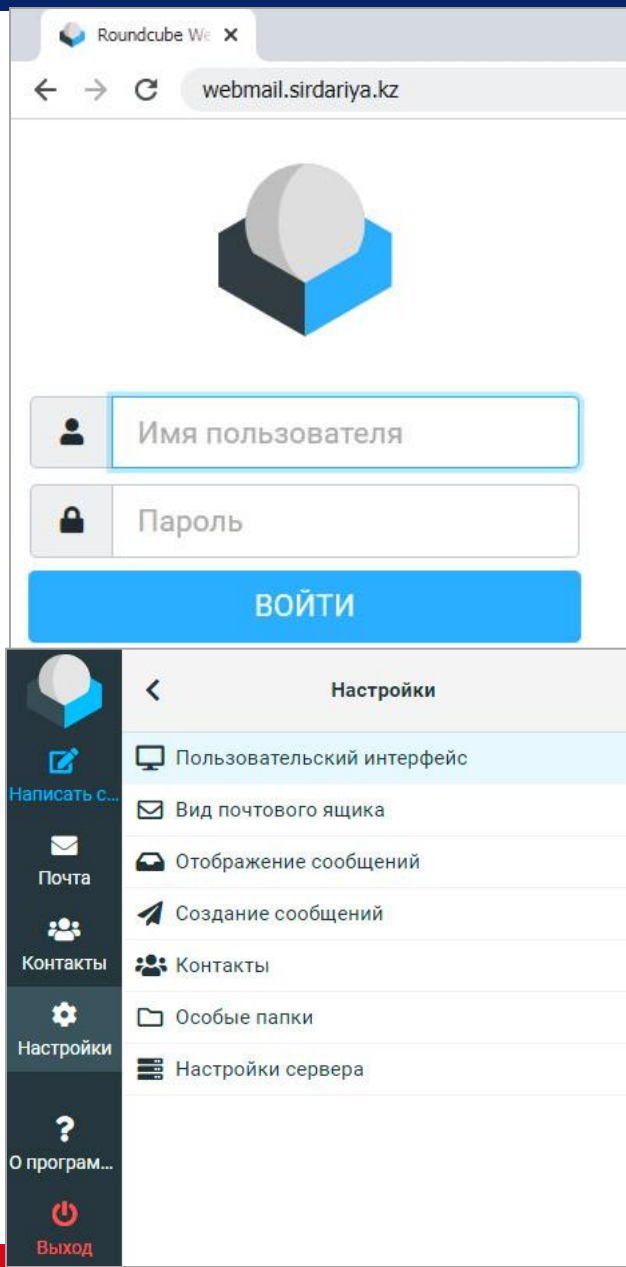 Roundcube We
webmail.sirdariya.kz
Имя пользователя
Пароль
ВОЙТИ
Написать с...
Почта
Контакты
Настройки
О програм...
Выход
Настройки
Пользовательский интерфейс
Вид почтового ящика
Отображение сообщений
Создание сообщений
Контакты
Особые папки
Настройки сервера